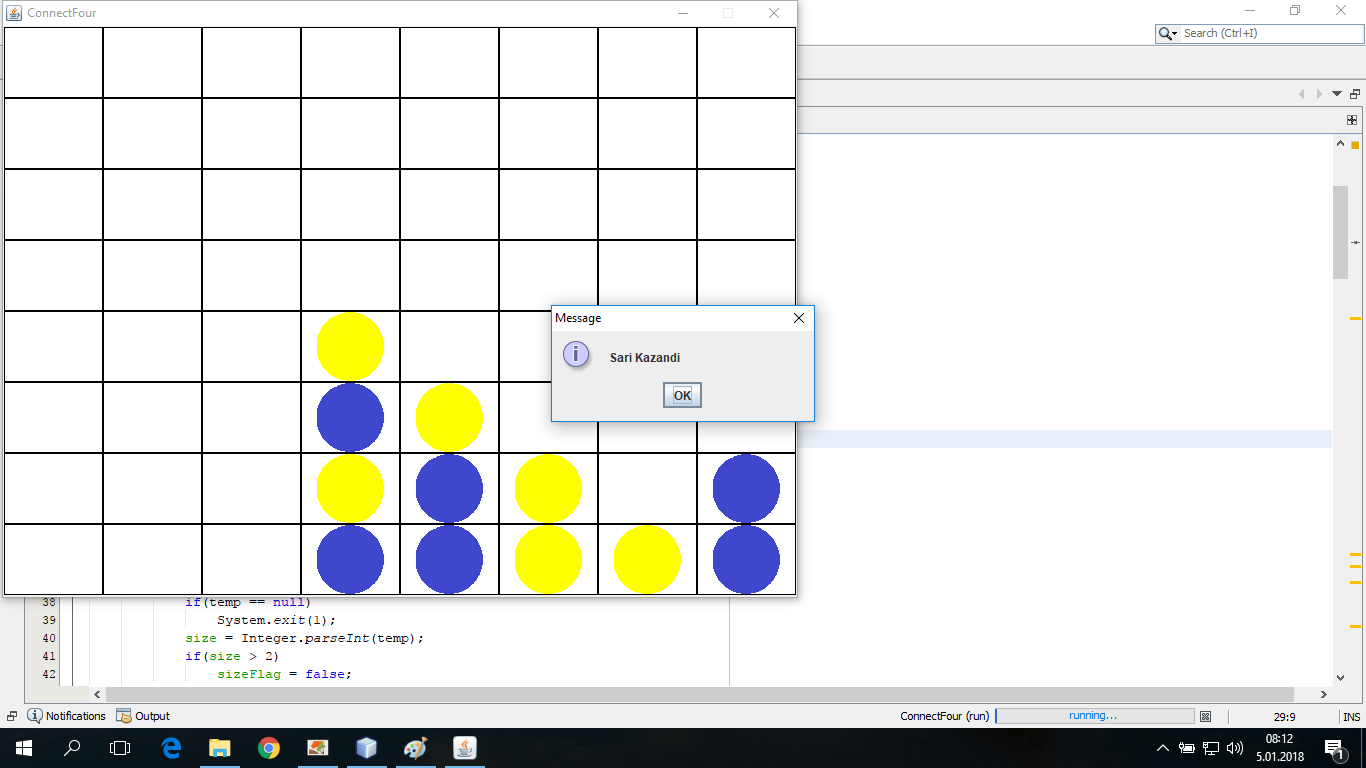 ConnectFour
Search (Ctrl+I)
Message
Sari Kazandi
OK
38 if(temp == null)
39 System.exit(1);
40 size = Integer.parseInt(temp);
41 if(size > 2)
42 sizeFlag = false;
Notifications Output ConnectFour (run) running... 29:9 INS
08:12
5.01.2018
1